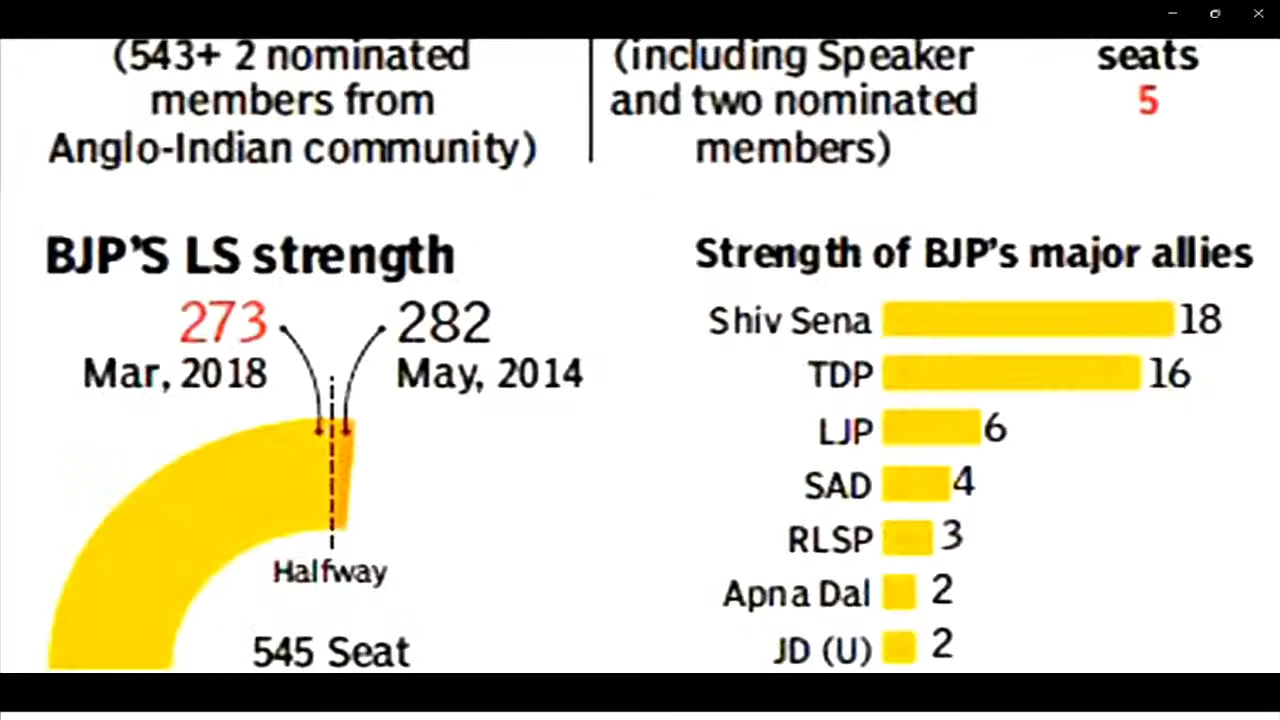 (543+ 2 nominated
members from
Anglo-Indian community)
(including Speaker
and two nominated
members)
seats
5
BJP'S LS strength
273
Mar, 2018
282
May, 2014
Halfway
545 Seat
Strength of BJP's major allies
Shiv Sena 18
TDP 16
LJP 6
SAD 4
RLSP 3
Apna Dal 2
JD (U) 2